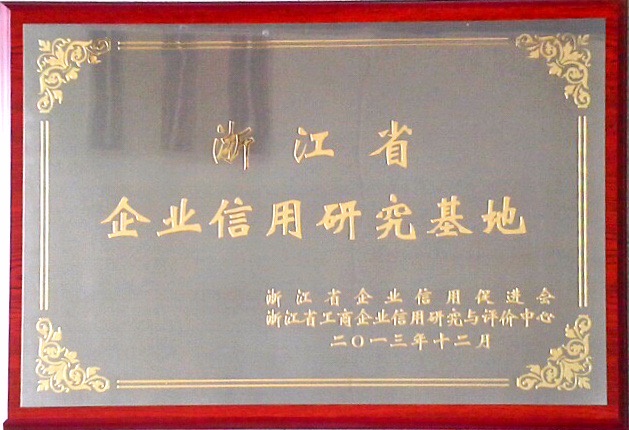 浙江省
企业信用研究基地
浙江省企业信用促进会
浙江省工商企业信用研究与评价中心
二〇一三年十二月